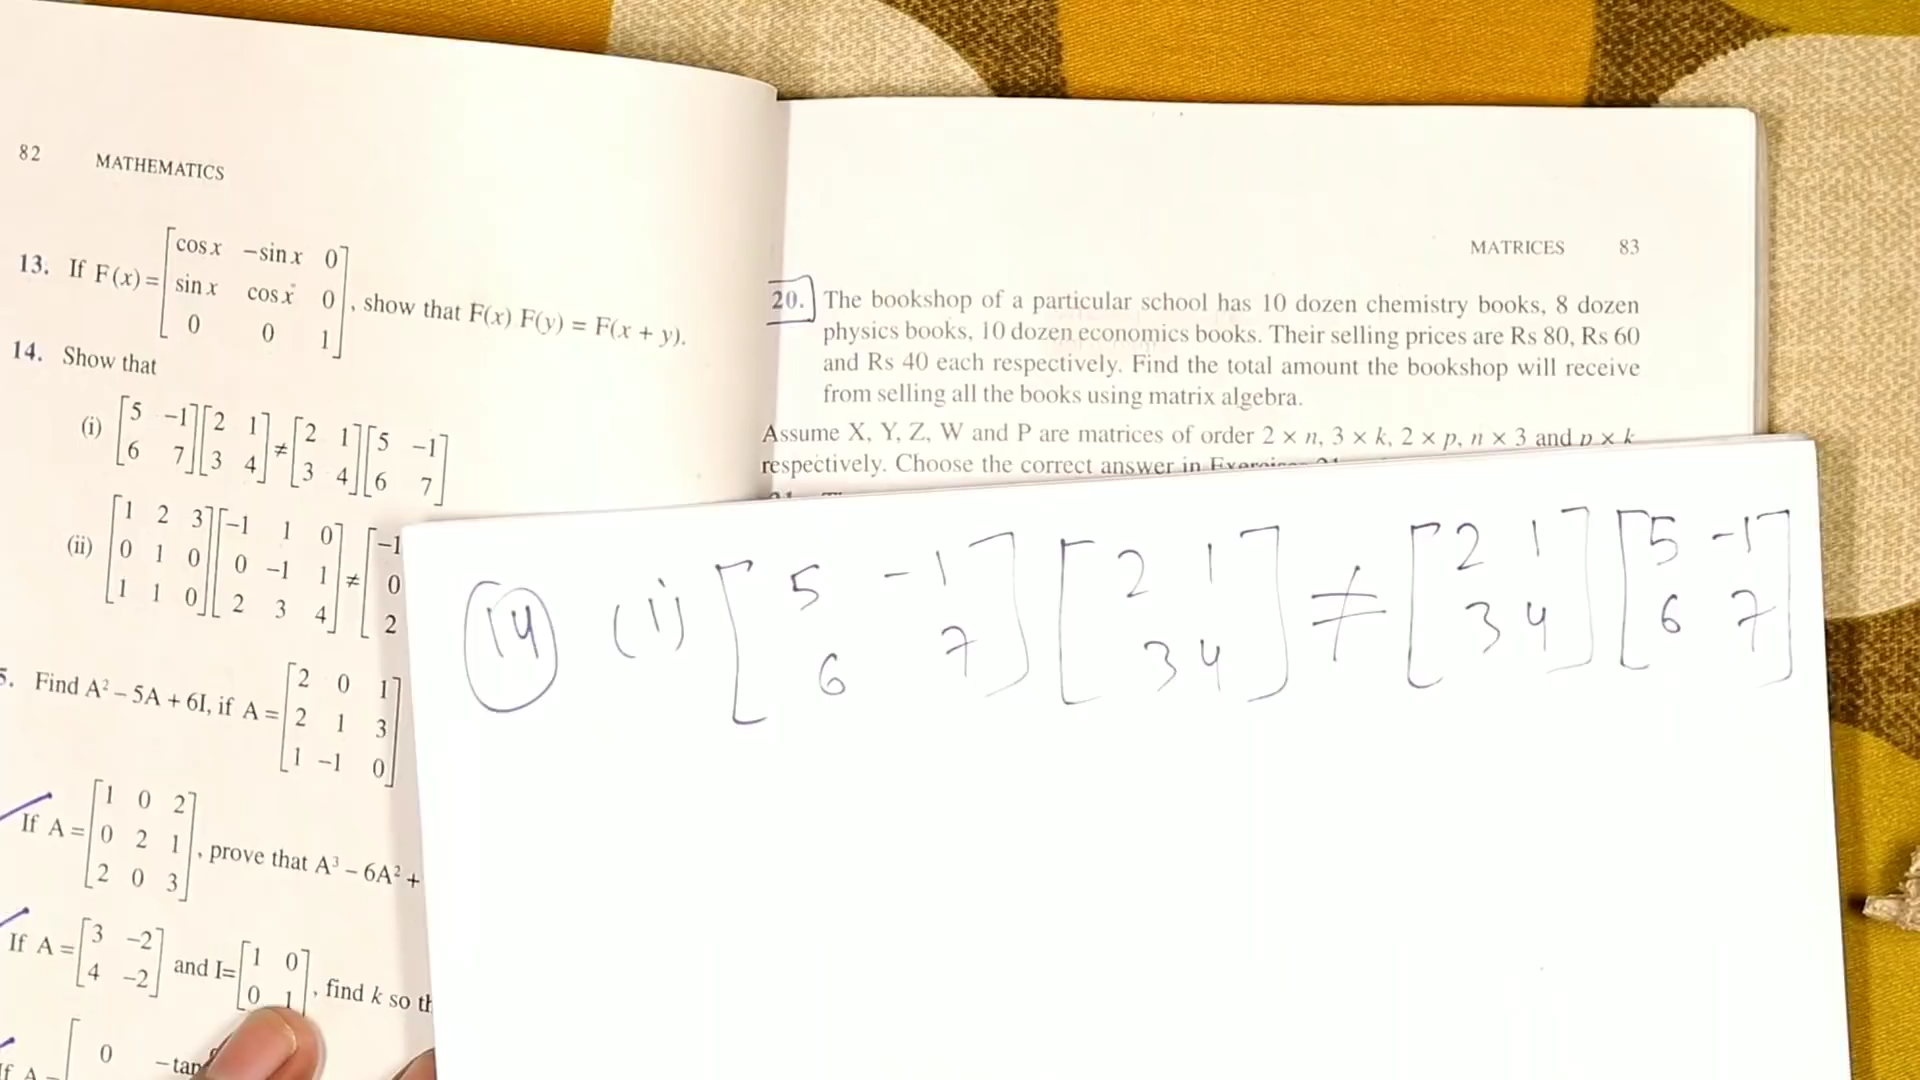 82 MATHEMATICS
13. If F(x) = [cos x −sin x 0
sin x cos x 0
0 0 1], show that F(x) F(y) = F(x + y).
14. Show that
(i) [5 −1
6 7] [2 1
3 4] ≠ [2 1
3 4] [5 −1
6 7]
(ii) [1 2 3
0 1 0
1 1 0] [−1 1 0
0 −1 1
2 3 4] ≠ [−1
0
2
5. Find A² − 5A + 6I, if A = [2 0 1
2 1 3
1 −1 0]
If A = [1 0 2
0 2 1
2 0 3], prove that A³ − 6A² +
If A = [3 −2
4 −2] and I = [1 0
0 1], find k so th
If A
0 −tan
MATRICES 83
20. The bookshop of a particular school has 10 dozen chemistry books, 8 dozen
physics books, 10 dozen economics books. Their selling prices are Rs 80, Rs 60
and Rs 40 each respectively. Find the total amount the bookshop will receive
from selling all the books using matrix algebra.
Assume X, Y, Z, W and P are matrices of order 2 × n, 3 × k, 2 × p, n × 3 and p × k
respectively. Choose the correct answer in
14 (i) [5 −1
6 7] [2 1
3 4] ≠ [2 1
3 4] [5 −1
6 7]